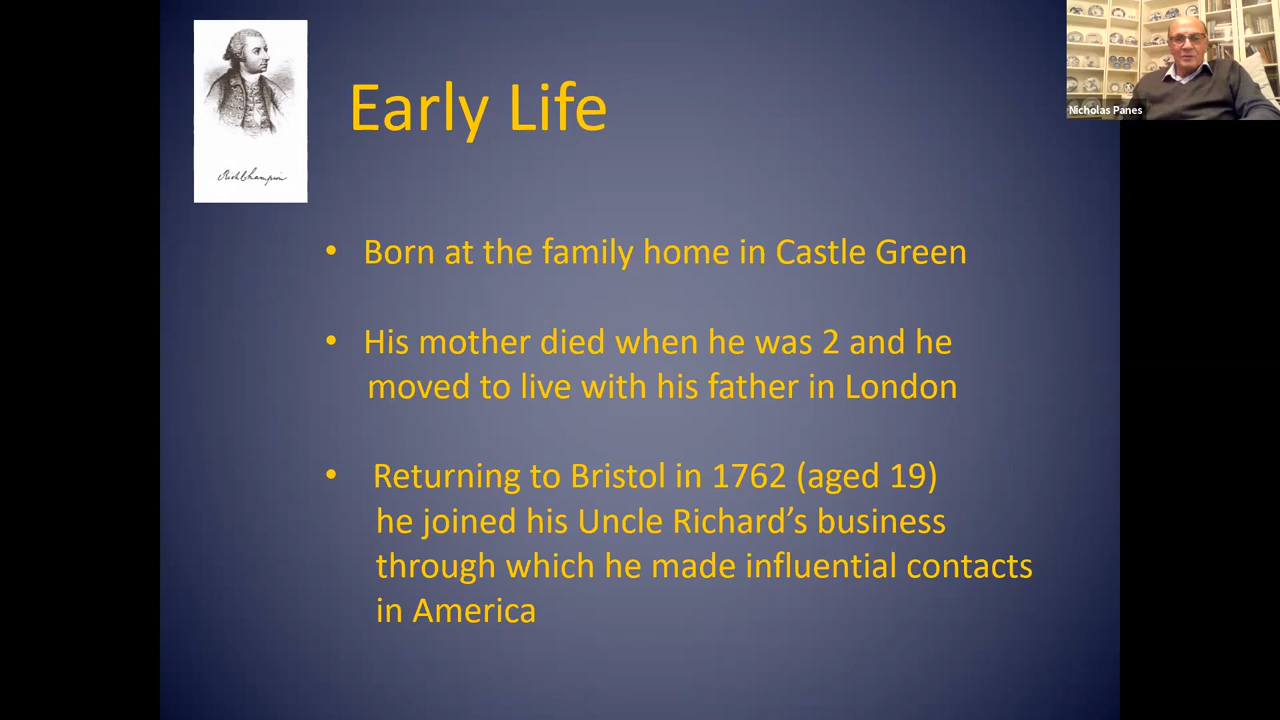 Early Life
Nicholas Panes
Rich Champion
• Born at the family home in Castle Green
• His mother died when he was 2 and he
moved to live with his father in London
• Returning to Bristol in 1762 (aged 19)
he joined his Uncle Richard’s business
through which he made influential contacts
in America